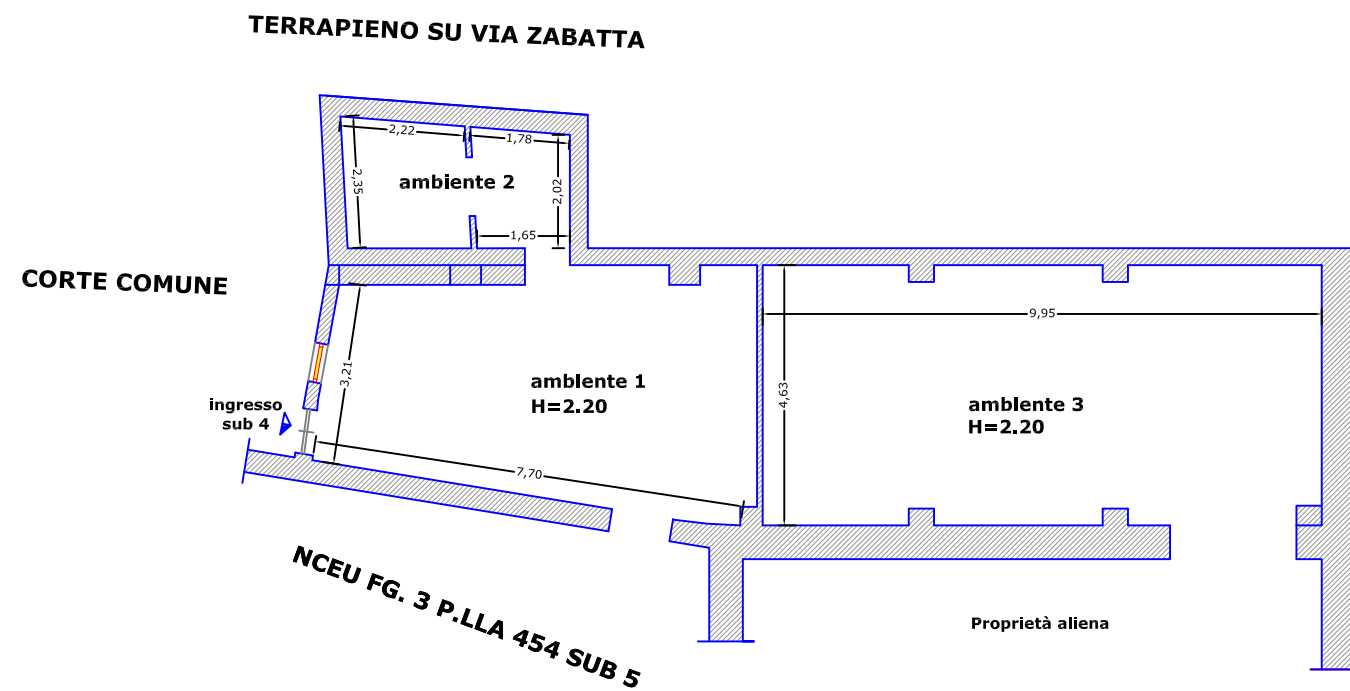 TERRAPIENO SU VIA ZABATTA
2,22
1,78
2,35
ambiente 2
2,02
1,65
CORTE COMUNE
9,95
3,21
ambIente 1
H=2.20
4,63
ambiente 3
H=2.20
ingresso
sub 4
7,70
NCEU FG. 3 P.LLA 454 SUB 5
Proprietà aliena